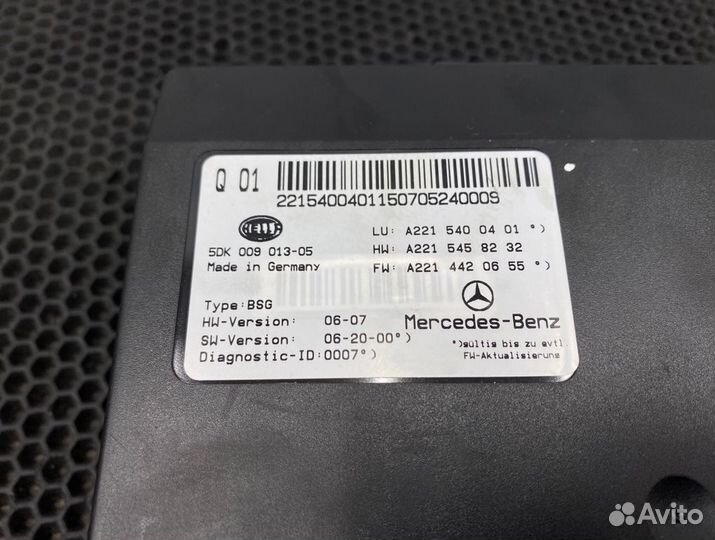 Q 01
2215400401150705240009
HELLA
5DK 009 013-05
Made in Germany
LU: A221 540 04 01°)
HW: A221 545 82 32
FW: A221 442 06 55°)
Type:BSG
HW-Version: 06-07
SW-Version: 06-20-00°)
Diagnostic-ID:0007°)
Mercedes-Benz
°)gültig bis zu evtl.
FW-Aktualisierung
Avito